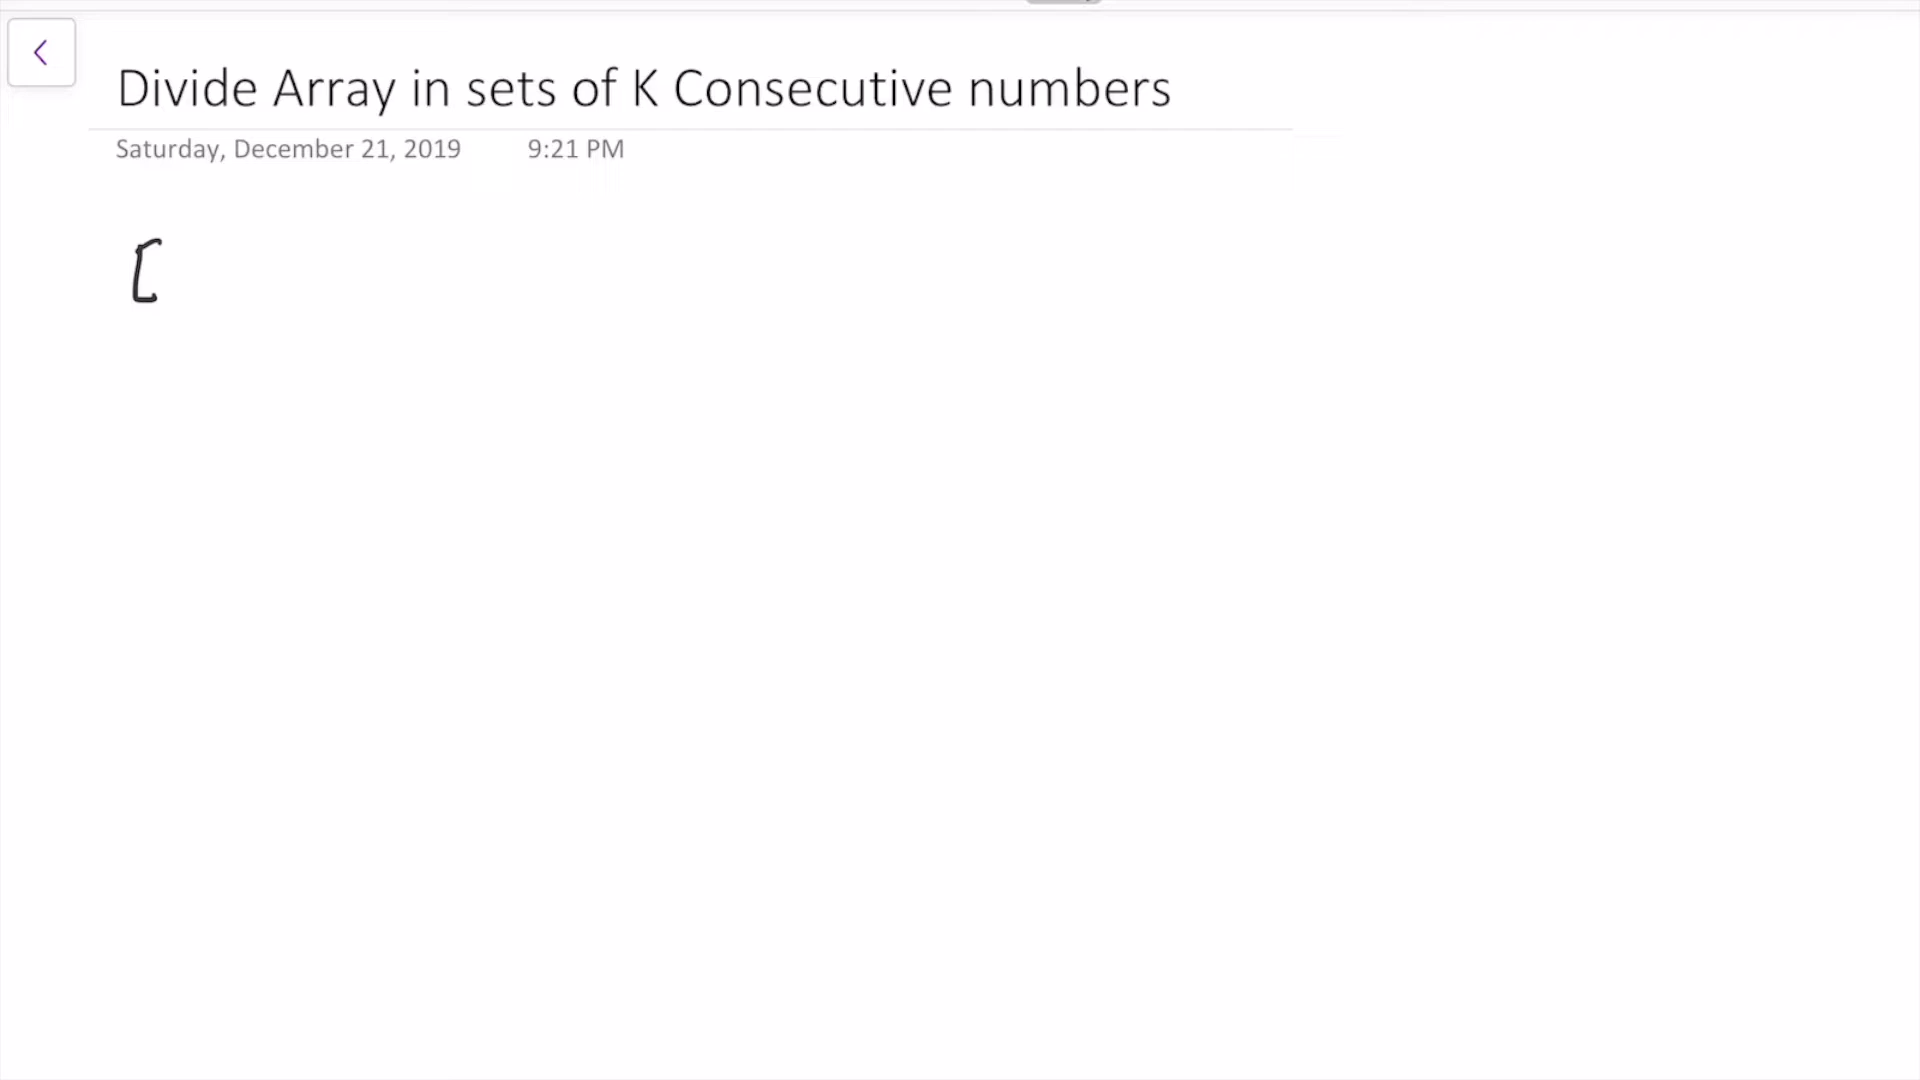 Divide Array in sets of K Consecutive numbers
Saturday, December 21, 2019 9:21 PM
[